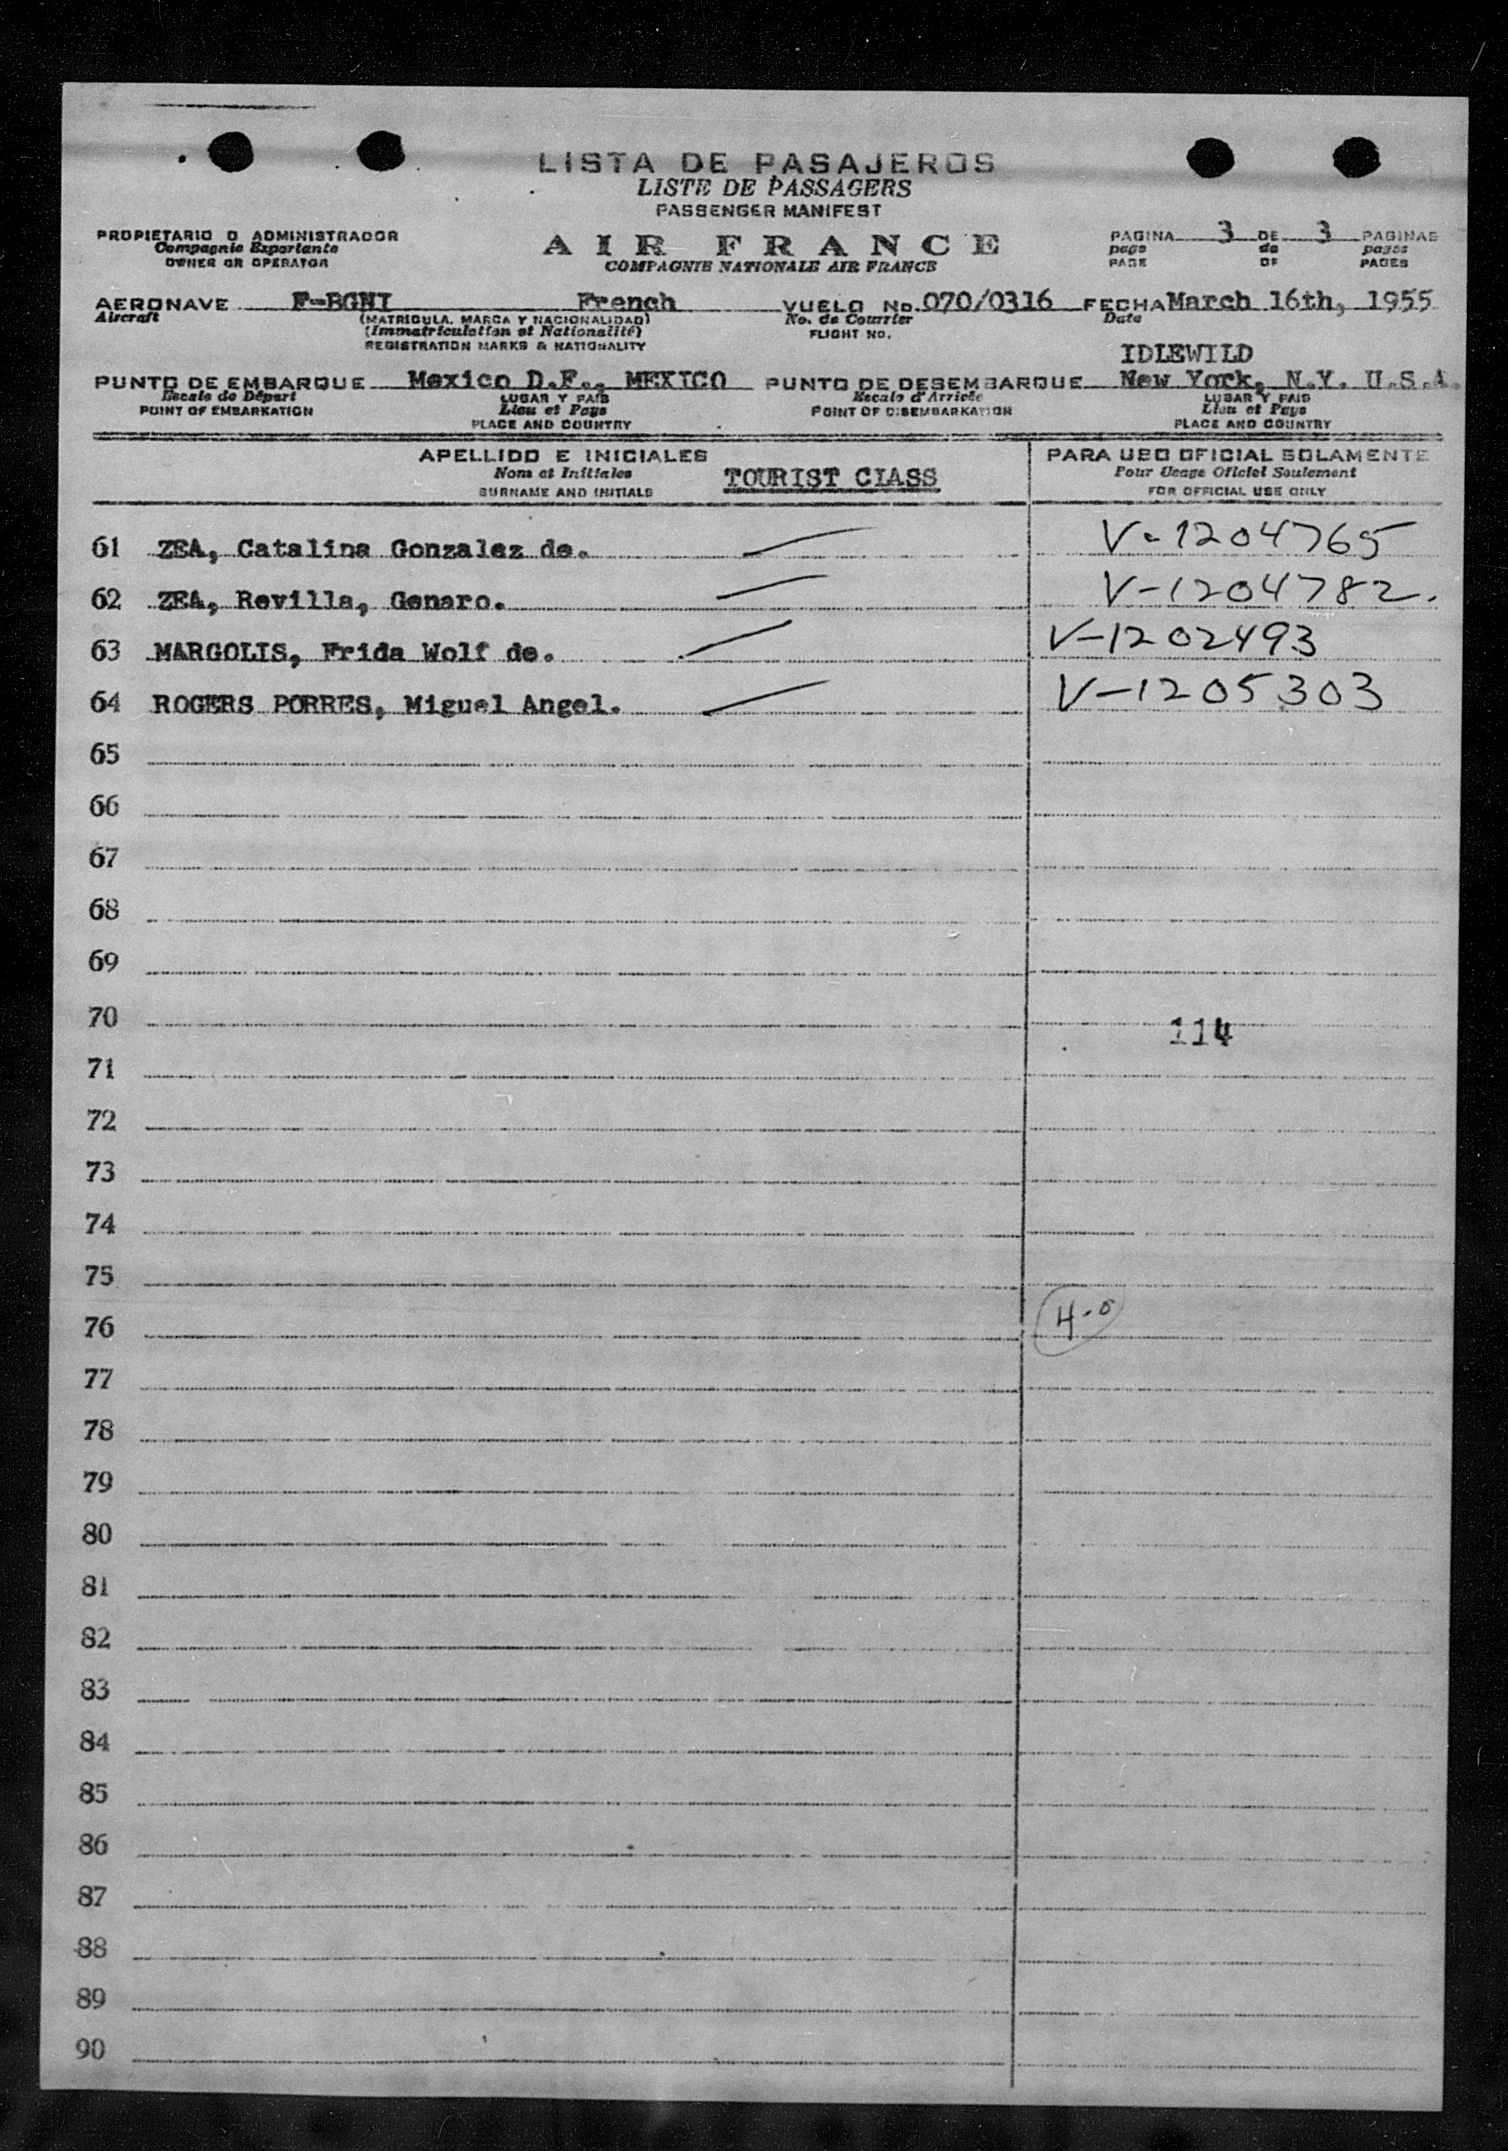 LISTA DE PASAJEROS
LISTE DE PASSAGERS
PASSENGER MANIFEST
PROPIETARIO O ADMINISTRADOR
Compagnie Exportante
OWNER OR OPERATOR
AIR FRANCE
COMPAGNIE NATIONALE AIR FRANCE
PAGINA 3 DE 3 PAGINAS
page de pages
PAGE OF PAGES
AERONAVE F-BGNI French VUELO No. 070/0316 FECHA March 16th, 1955
Aircraft (MATRICULA, MARCA Y NACIONALIDAD) No. de Courrier Date
(Immatriculation et Nationalité) FLIGHT NO.
REGISTRATION MARKS & NATIONALITY
IDLEWILD
PUNTO DE EMBARQUE Mexico D.F., MEXICO PUNTO DE DESEMBARQUE New York, N.Y. U.S.A.
Escale de Départ LUGAR Y PAIS Escale d'Arrivée LUGAR Y PAIS
POINT OF EMBARKATION Lieu et Pays POINT OF DISEMBARKATION Lieu et Pays
PLACE AND COUNTRY PLACE AND COUNTRY
APELLIDO E INICIALES PARA USO OFICIAL SOLAMENTE
Nom et Initiales TOURIST CLASS Pour Usage Oficiel Seulement
SURNAME AND INITIALS FOR OFFICIAL USE ONLY
61 ZEA, Catalina Gonzalez de. V-1204765
62 ZEA, Revilla, Genaro. V-1204782.
63 MARGOLIS, Frida Wolf de. V-1202493
64 ROGERS PORRES, Miguel Angel. V-1205303
65
66
67
68
69
70
114
71
72
73
74
75
76 4-0
77
78
79
80
81
82
83
84
85
86
87
88
89
90